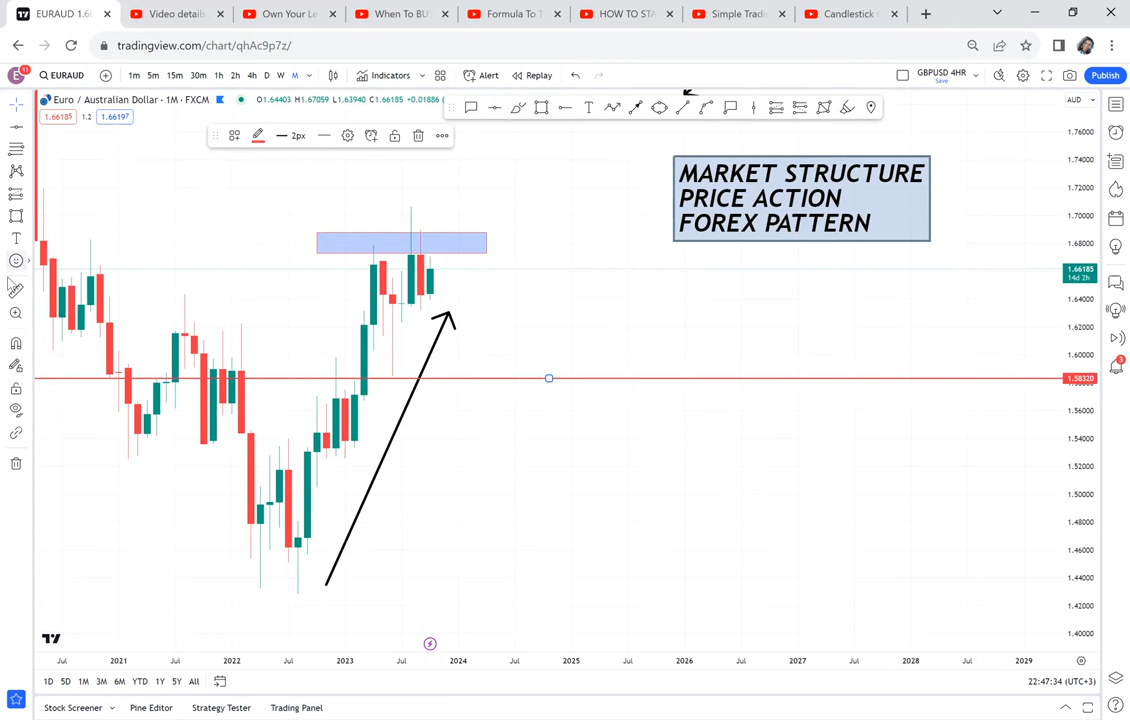 EURAUD 1.66
Video details
Own Your Le
When To BU
Formula To T
HOW TO STA
Simple Tradi
Candlestick
tradingview.com/chart/qhAc9p7z/
E 11 EURAUD 1m 5m 15m 30m 1h 2h 4h D W M Indicators Alert Replay GBPUSD 4HR Save Publish
Euro / Australian Dollar · 1M · FXCM O1.64403 H1.67059 L1.63940 C1.66185 +0.01886 AUD
1.66185 1.2 1.66197
2px
MARKET STRUCTURE
PRICE ACTION
FOREX PATTERN
1.76000
1.74000
1.72000
1.70000
1.68000
1.66185
14d 2h
1.64000
1.62000
1.60000
1.58320
1.56000
1.54000
1.52000
1.50000
1.48000
1.46000
1.44000
1.42000
1.40000
3
Jul 2021 Jul 2022 Jul 2023 Jul 2024 Jul 2025 Jul 2026 Jul 2027 Jul 2028 Jul 2029
1D 5D 1M 3M 6M YTD 1Y 5Y All 22:47:34 (UTC+3)
Stock Screener Pine Editor Strategy Tester Trading Panel